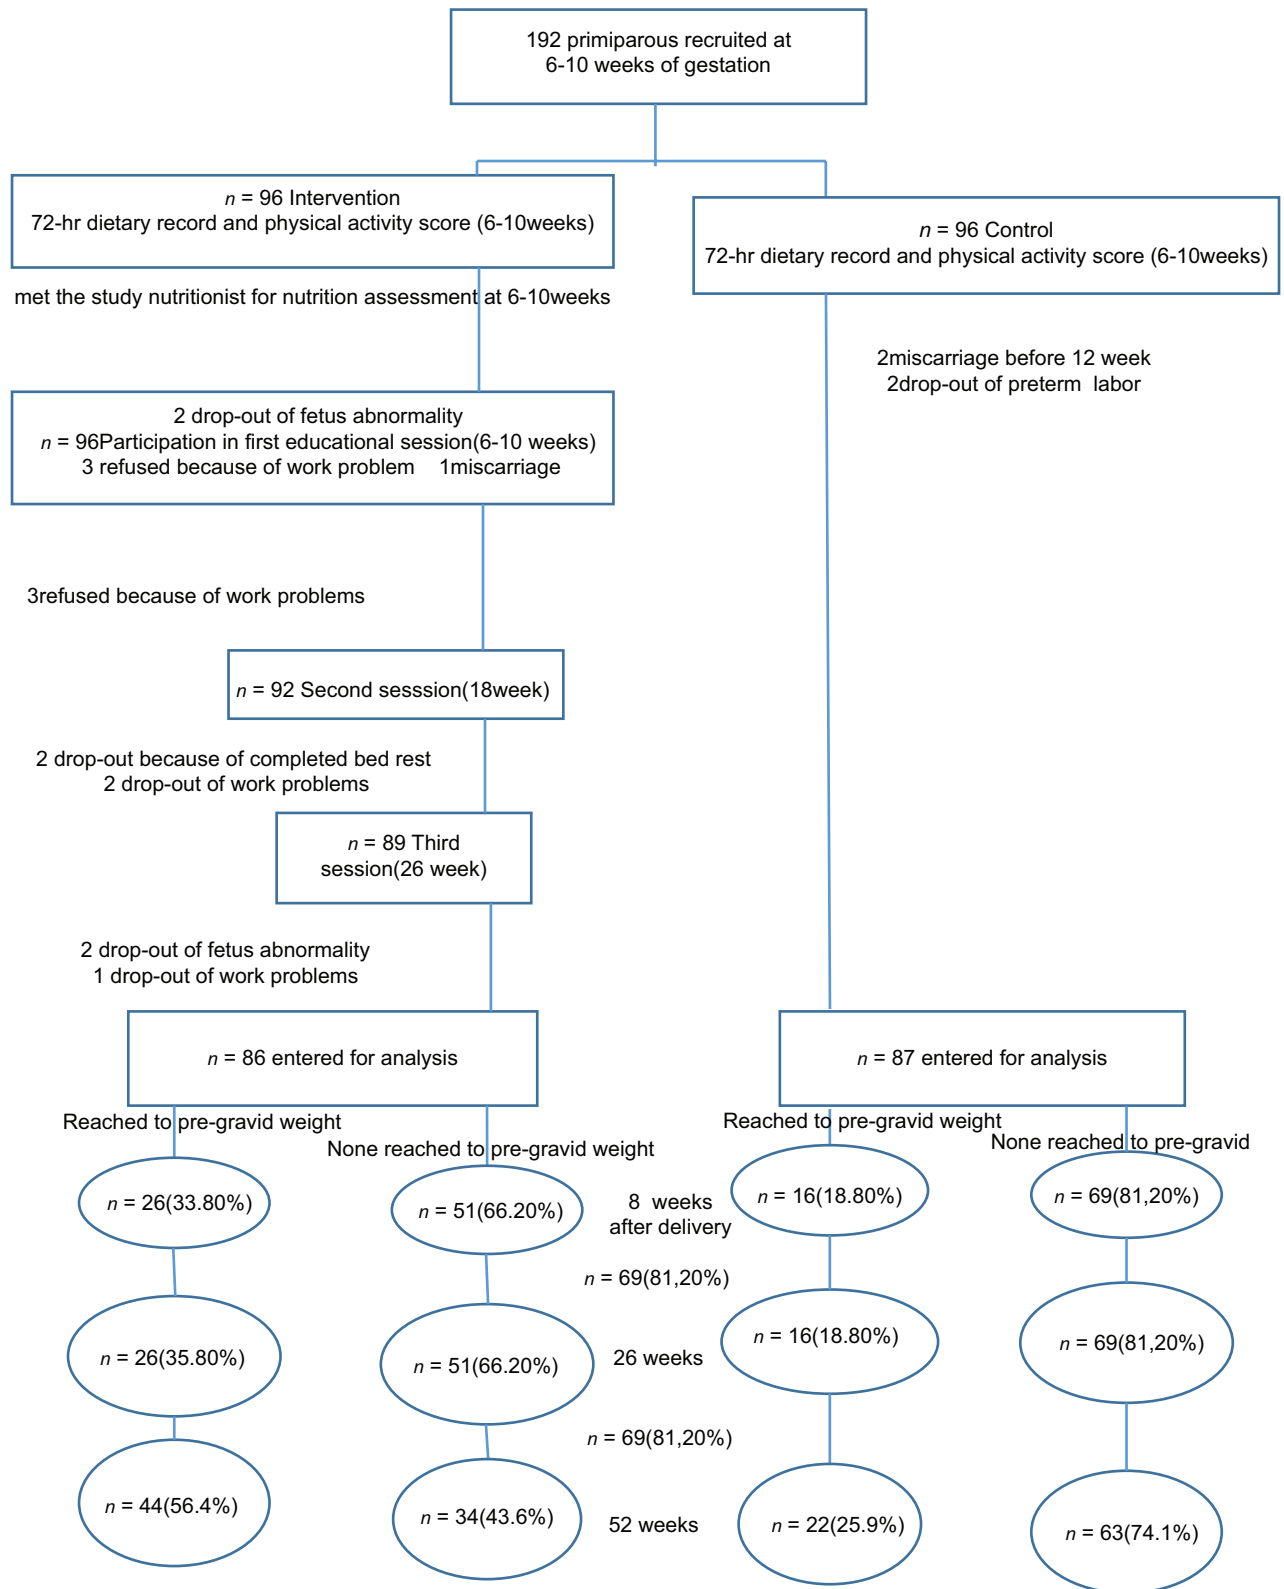 192 primiparous recruited at
6-10 weeks of gestation
n = 96 Intervention
72-hr dietary record and physical activity score (6-10weeks)
n = 96 Control
72-hr dietary record and physical activity score (6-10weeks)
met the study nutritionist for nutrition assessment at 6-10weeks
2miscarriage before 12 week
2drop-out of preterm labor
2 drop-out of fetus abnormality
n = 96Participation in first educational session(6-10 weeks)
3 refused because of work problem 1miscarriage
3refused because of work problems
n = 92 Second sesssion(18week)
2 drop-out because of completed bed rest
2 drop-out of work problems
n = 89 Third
session(26 week)
2 drop-out of fetus abnormality
1 drop-out of work problems
n = 86 entered for analysis
n = 87 entered for analysis
Reached to pre-gravid weight
None reached to pre-gravid weight
Reached to pre-gravid weight
None reached to pre-gravid
n = 26(33.80%)
n = 51(66.20%)
8 weeks
after delivery
n = 16(18.80%)
n = 69(81,20%)
n = 69(81,20%)
n = 26(35.80%)
n = 51(66.20%)
26 weeks
n = 16(18.80%)
n = 69(81,20%)
n = 69(81,20%)
n = 44(56.4%)
n = 34(43.6%)
52 weeks
n = 22(25.9%)
n = 63(74.1%)